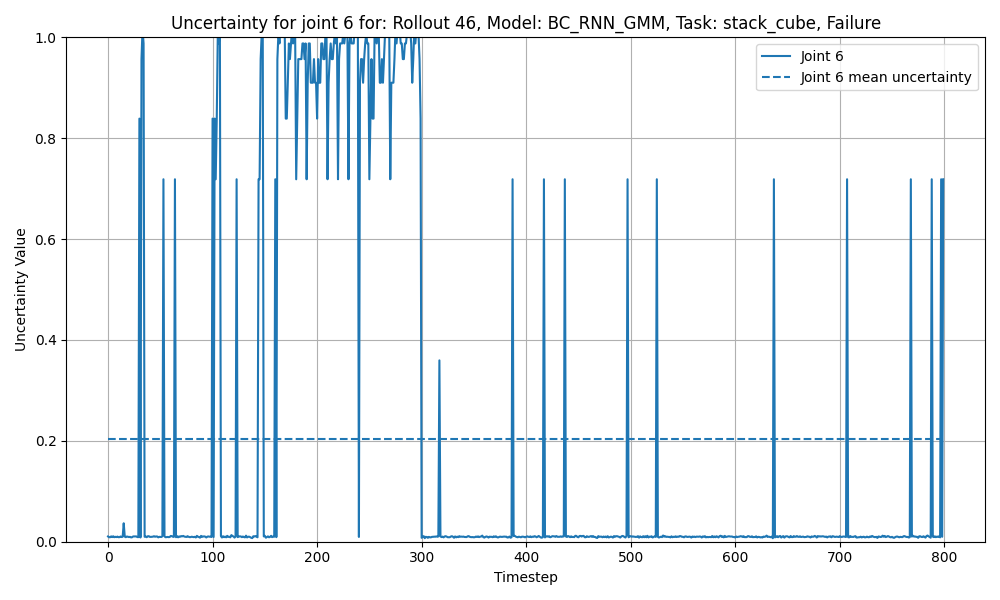 Uncertainty for joint 6 for: Rollout 46, Model: BC_RNN_GMM, Task: stack_cube, Failure
Joint 6
Joint 6 mean uncertainty
Uncertainty Value
1.0
0.8
0.6
0.4
0.2
0.0
0 100 200 300 400 500 600 700 800
Timestep